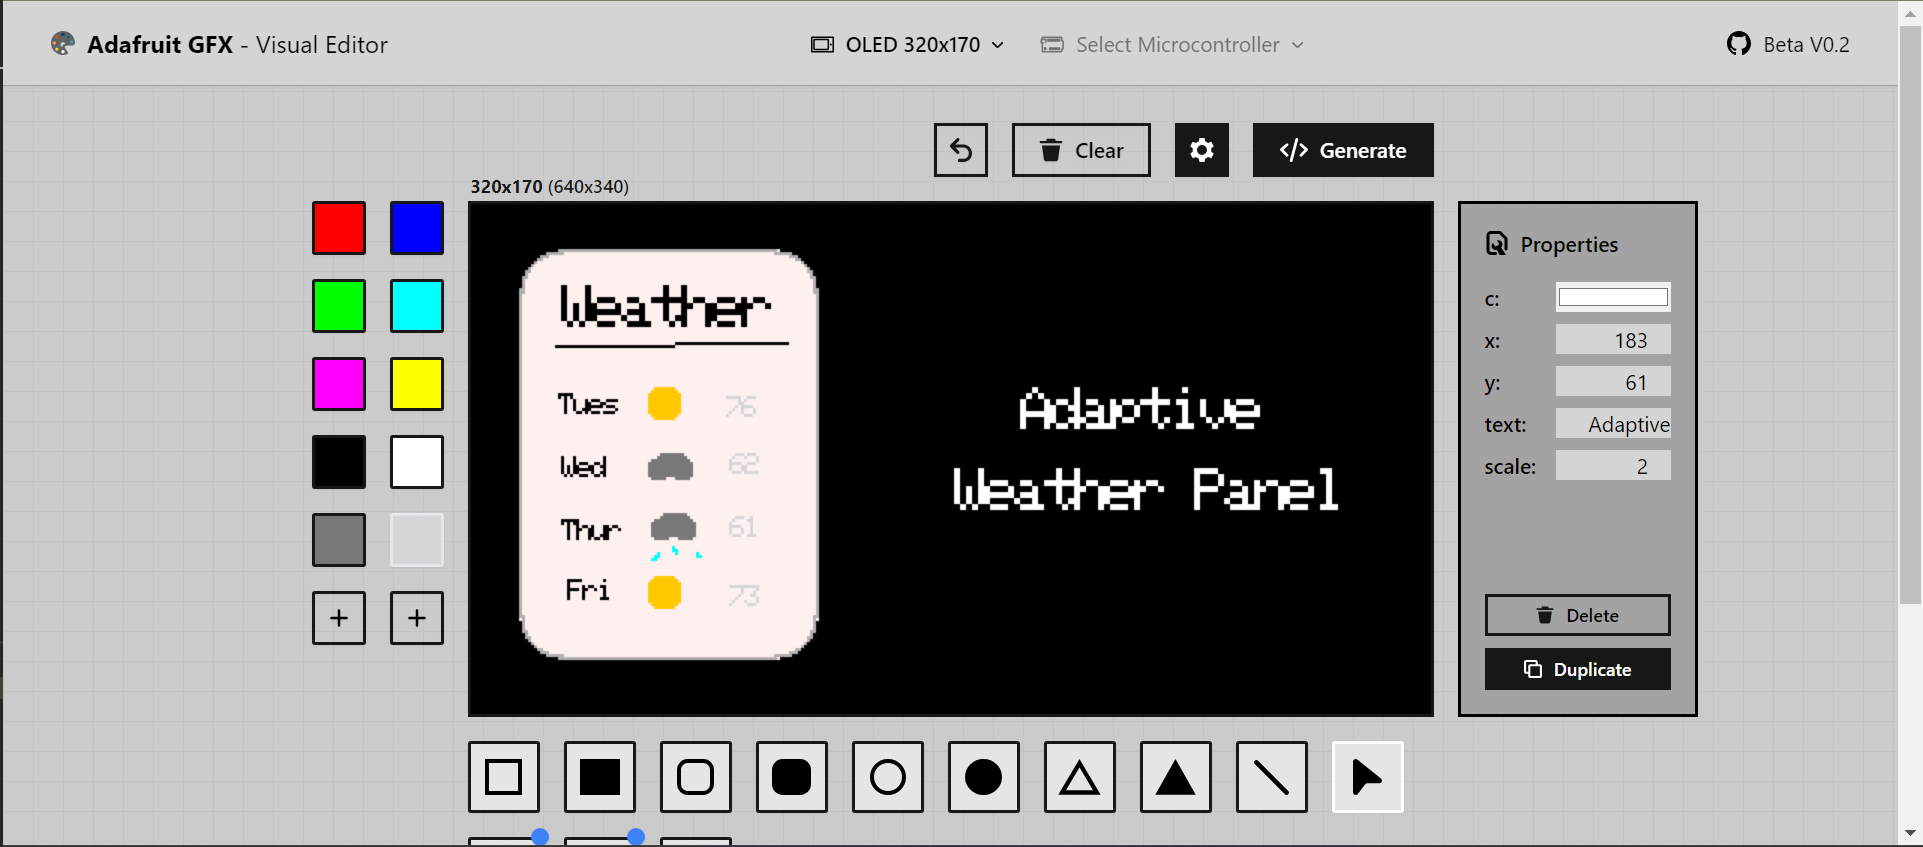 Adafruit GFX - Visual Editor
OLED 320x170
Select Microcontroller
Beta V0.2
Clear
Generate
320x170 (640x340)
Weather
Tues 76
Wed 62
Thur 61
Fri 73
Adaptive
Weather Panel
Properties
c:
x: 183
y: 61
text: Adaptive
scale: 2
Delete
Duplicate